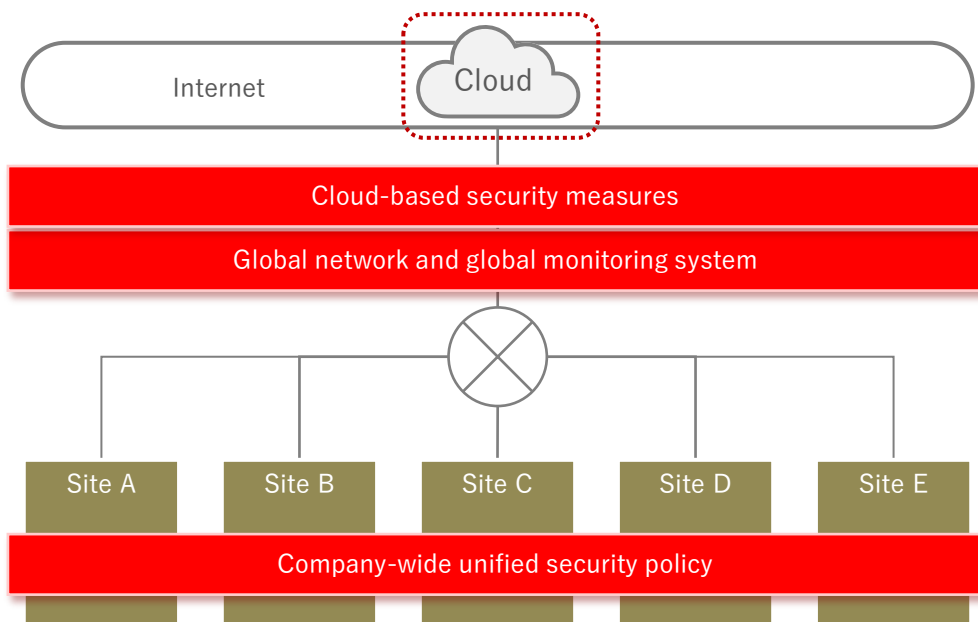 Internet
Cloud
Cloud-based security measures
Global network and global monitoring system
Site A
Site B
Site C
Site D
Site E
Company-wide unified security policy